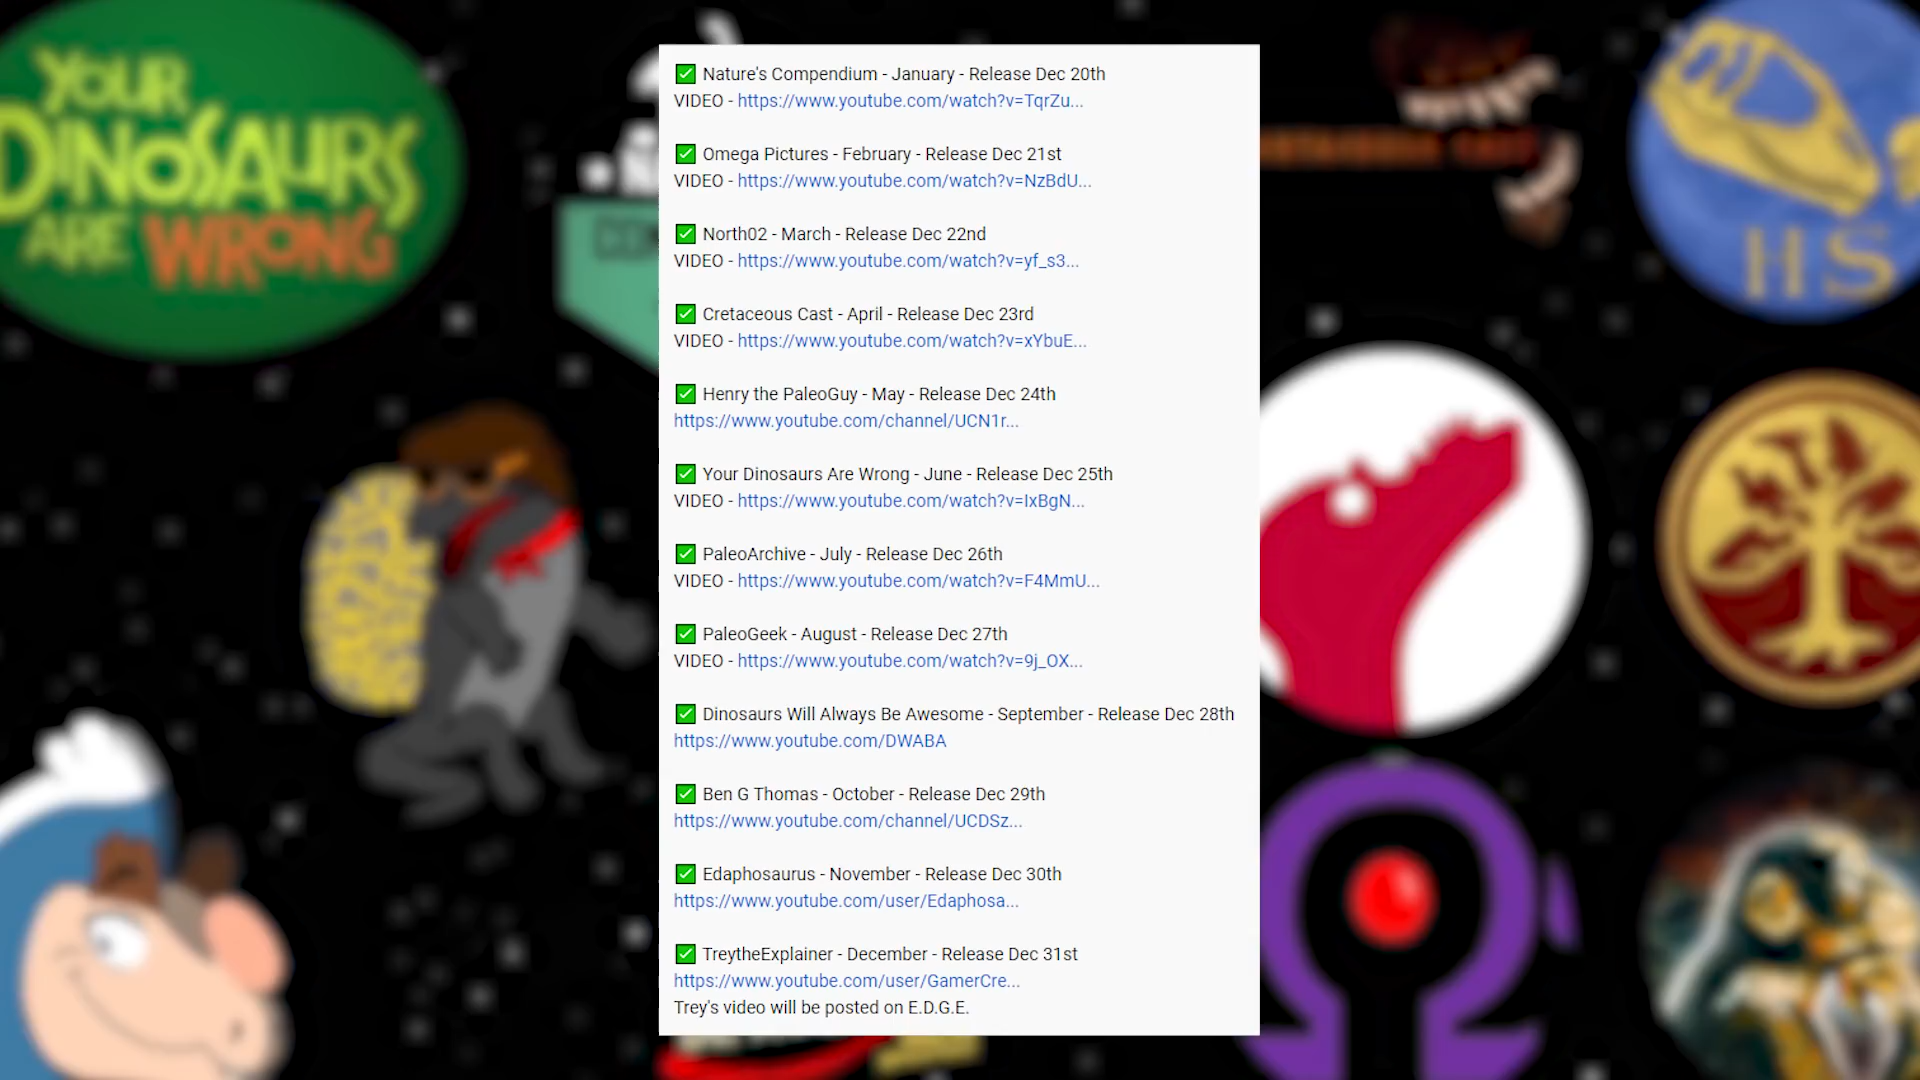 YOUR
DINOSAURS
ARE WRONG
HS
✅ Nature's Compendium - January - Release Dec 20th
VIDEO - https://www.youtube.com/watch?v=TqrZu...
✅ Omega Pictures - February - Release Dec 21st
VIDEO - https://www.youtube.com/watch?v=NzBdU...
✅ North02 - March - Release Dec 22nd
VIDEO - https://www.youtube.com/watch?v=yf_s3...
✅ Cretaceous Cast - April - Release Dec 23rd
VIDEO - https://www.youtube.com/watch?v=xYbuE...
✅ Henry the PaleoGuy - May - Release Dec 24th
https://www.youtube.com/channel/UCN1r...
✅ Your Dinosaurs Are Wrong - June - Release Dec 25th
VIDEO - https://www.youtube.com/watch?v=IxBgN...
✅ PaleoArchive - July - Release Dec 26th
VIDEO - https://www.youtube.com/watch?v=F4MmU...
✅ PaleoGeek - August - Release Dec 27th
VIDEO - https://www.youtube.com/watch?v=9j_OX...
✅ Dinosaurs Will Always Be Awesome - September - Release Dec 28th
https://www.youtube.com/DWABA
✅ Ben G Thomas - October - Release Dec 29th
https://www.youtube.com/channel/UCDSz...
✅ Edaphosaurus - November - Release Dec 30th
https://www.youtube.com/user/Edaphosa...
✅ TreytheExplainer - December - Release Dec 31st
https://www.youtube.com/user/GamerCre...
Trey's video will be posted on E.D.G.E.